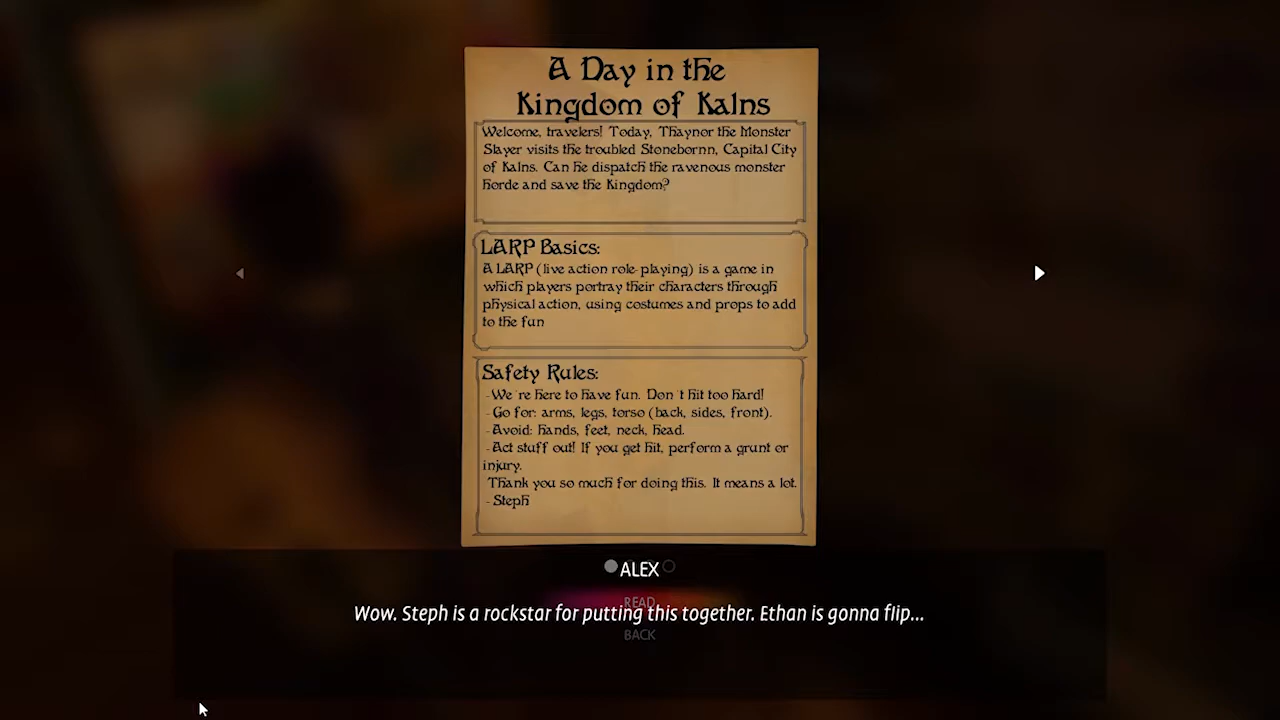 A Day in the
Kingdom of Kalns
Welcome, travelers! Today, Thaynor the Monster
Slayer visits the troubled Stonebornn, Capital City
of Kalns. Can he dispatch the ravenous monster
horde and save the Kingdom?
LARP Basics:
A LARP (live action role-playing) is a game in
which players portray their characters through
physical action, using costumes and props to add
to the fun
Safety Rules:
- We're here to have fun. Don't hit too hard!
- Go for: arms, legs, torso (back, sides, front).
- Avoid: hands, feet, neck, head.
- Act stuff out! If you get hit, perform a grunt or
injury.
Thank you so much for doing this. It means a lot.
- Steph
ALEX
READ
Wow. Steph is a rockstar for putting this together. Ethan is gonna flip...
BACK